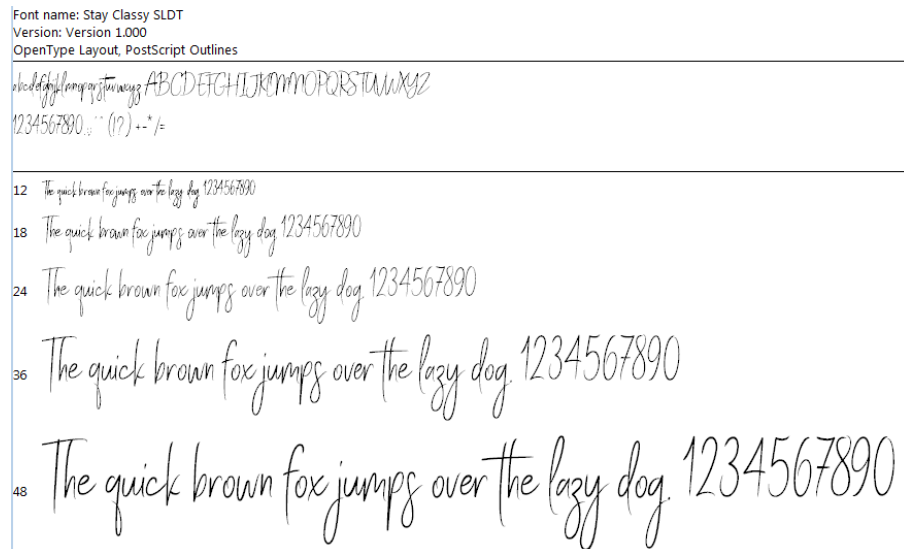 Font name: Stay Classy SLDT
Version: Version 1.000
OpenType Layout, PostScript Outlines
abcdefghijklmnopqrstuvwxyz ABCDEFGHIJKLMNOPQRSTUVWXYZ
1234567890.:,; ' " (!?) +-*/=
12 The quick brown fox jumps over the lazy dog. 1234567890
18 The quick brown fox jumps over the lazy dog. 1234567890
24 The quick brown fox jumps over the lazy dog. 1234567890
36 The quick brown fox jumps over the lazy dog. 1234567890
48 The quick brown fox jumps over the lazy dog. 1234567890